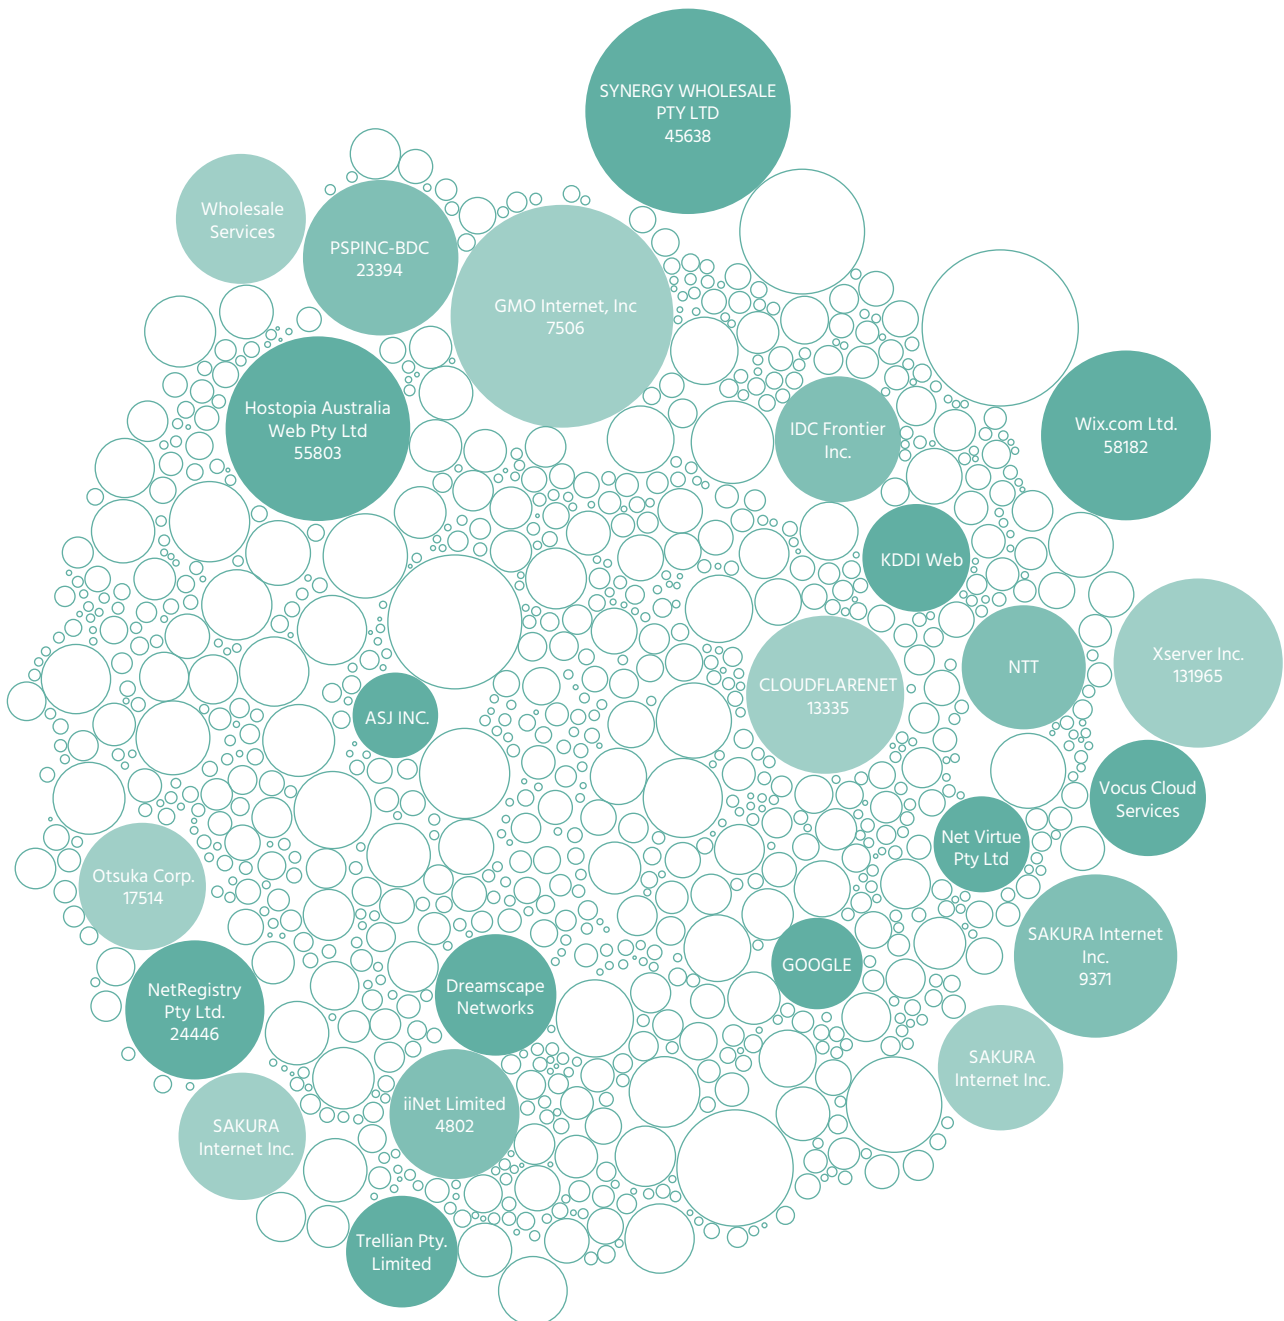 SYNERGY WHOLESALE
PTY LTD
45638
Wholesale
Services
PSPINC-BDC
23394
GMO Internet, Inc
7506
Hostopia Australia
Web Pty Ltd
55803
IDC Frontier
Inc.
Wix.com Ltd.
58182
KDDI Web
NTT
Xserver Inc.
131965
CLOUDFLARENET
13335
ASJ INC.
Vocus Cloud
Services
Net Virtue
Pty Ltd
Otsuka Corp.
17514
SAKURA Internet
Inc.
9371
GOOGLE
Dreamscape
Networks
NetRegistry
Pty Ltd.
24446
SAKURA
Internet Inc.
iiNet Limited
4802
SAKURA
Internet Inc.
Trellian Pty.
Limited